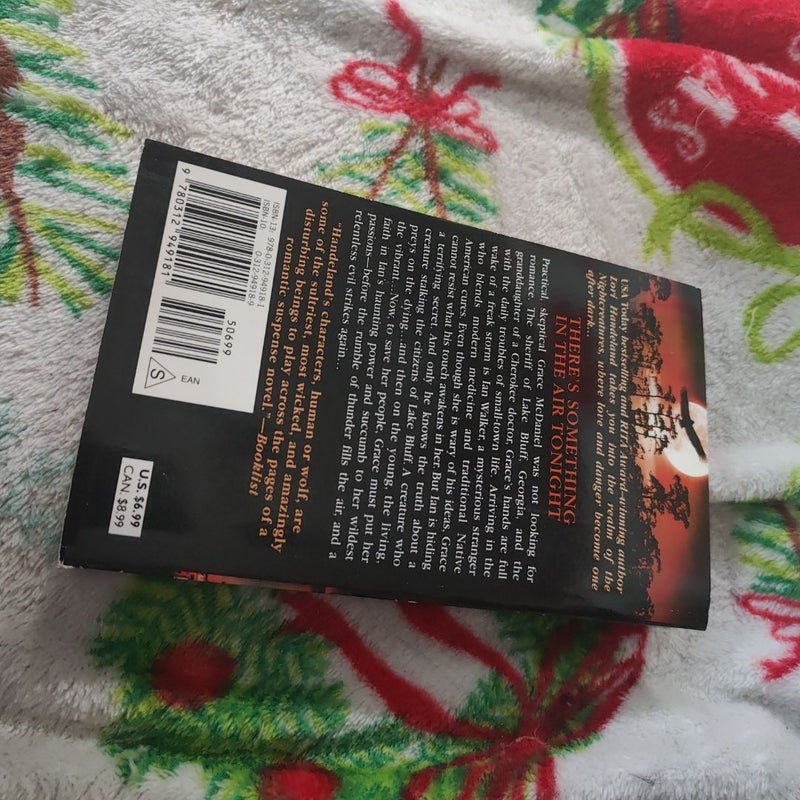 USA Today bestselling and RITA Award-winning author
Lori Handeland takes you into the realm of the
Nightcreatures, where love and danger become one
after dark.
THERE'S SOMETHING
IN THE AIR TONIGHT
Practical, skeptical Grace McDaniel was not looking for
romance. The sheriff of Lake Bluff, Georgia, and the
granddaughter of a Cherokee doctor, Grace's hands are full
with the daily troubles of small-town life. Arriving in the
wake of a freak storm is Ian Walker, a mysterious stranger
who blends modern medicine and traditional Native
American cures. Even though she is wary of his ideas, Grace
cannot resist what his touch awakens in her. But Ian is hiding
a terrifying secret. And only he knows the truth about a
creature stalking the citizens of Lake Bluff. A creature who
preys on the dying...and then on the young, the living,
the vibrant.... Now, to save her people, Grace must put her
faith in Ian's haunting power and succumb to her wildest
passions—before the rumble of thunder fills the air, and a
relentless evil strikes again...
"Handeland's characters, human or wolf, are
some of the sultriest, most wicked, and amazingly
disturbing beings to play across the pages of a
romantic suspense novel."—Booklist
ISBN-13: 978-0-312-94918-1
ISBN-10: 0-312-94918-9
50699
9 780312 949181
S EAN
U.S. $6.99
CAN. $8.99